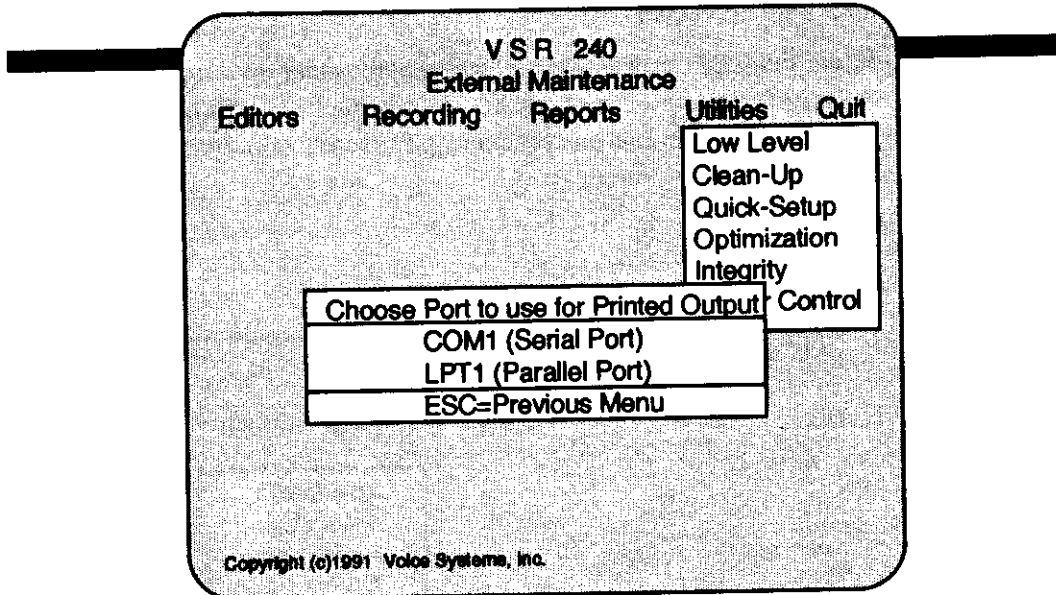 V S R 240
External Maintenance
Editors Recording Reports Utilities Quit
Low Level
Clean-Up
Quick-Setup
Optimization
Integrity
Control
Choose Port to use for Printed Output
COM1 (Serial Port)
LPT1 (Parallel Port)
ESC=Previous Menu
Copyright (c)1991 Voice Systems, Inc.